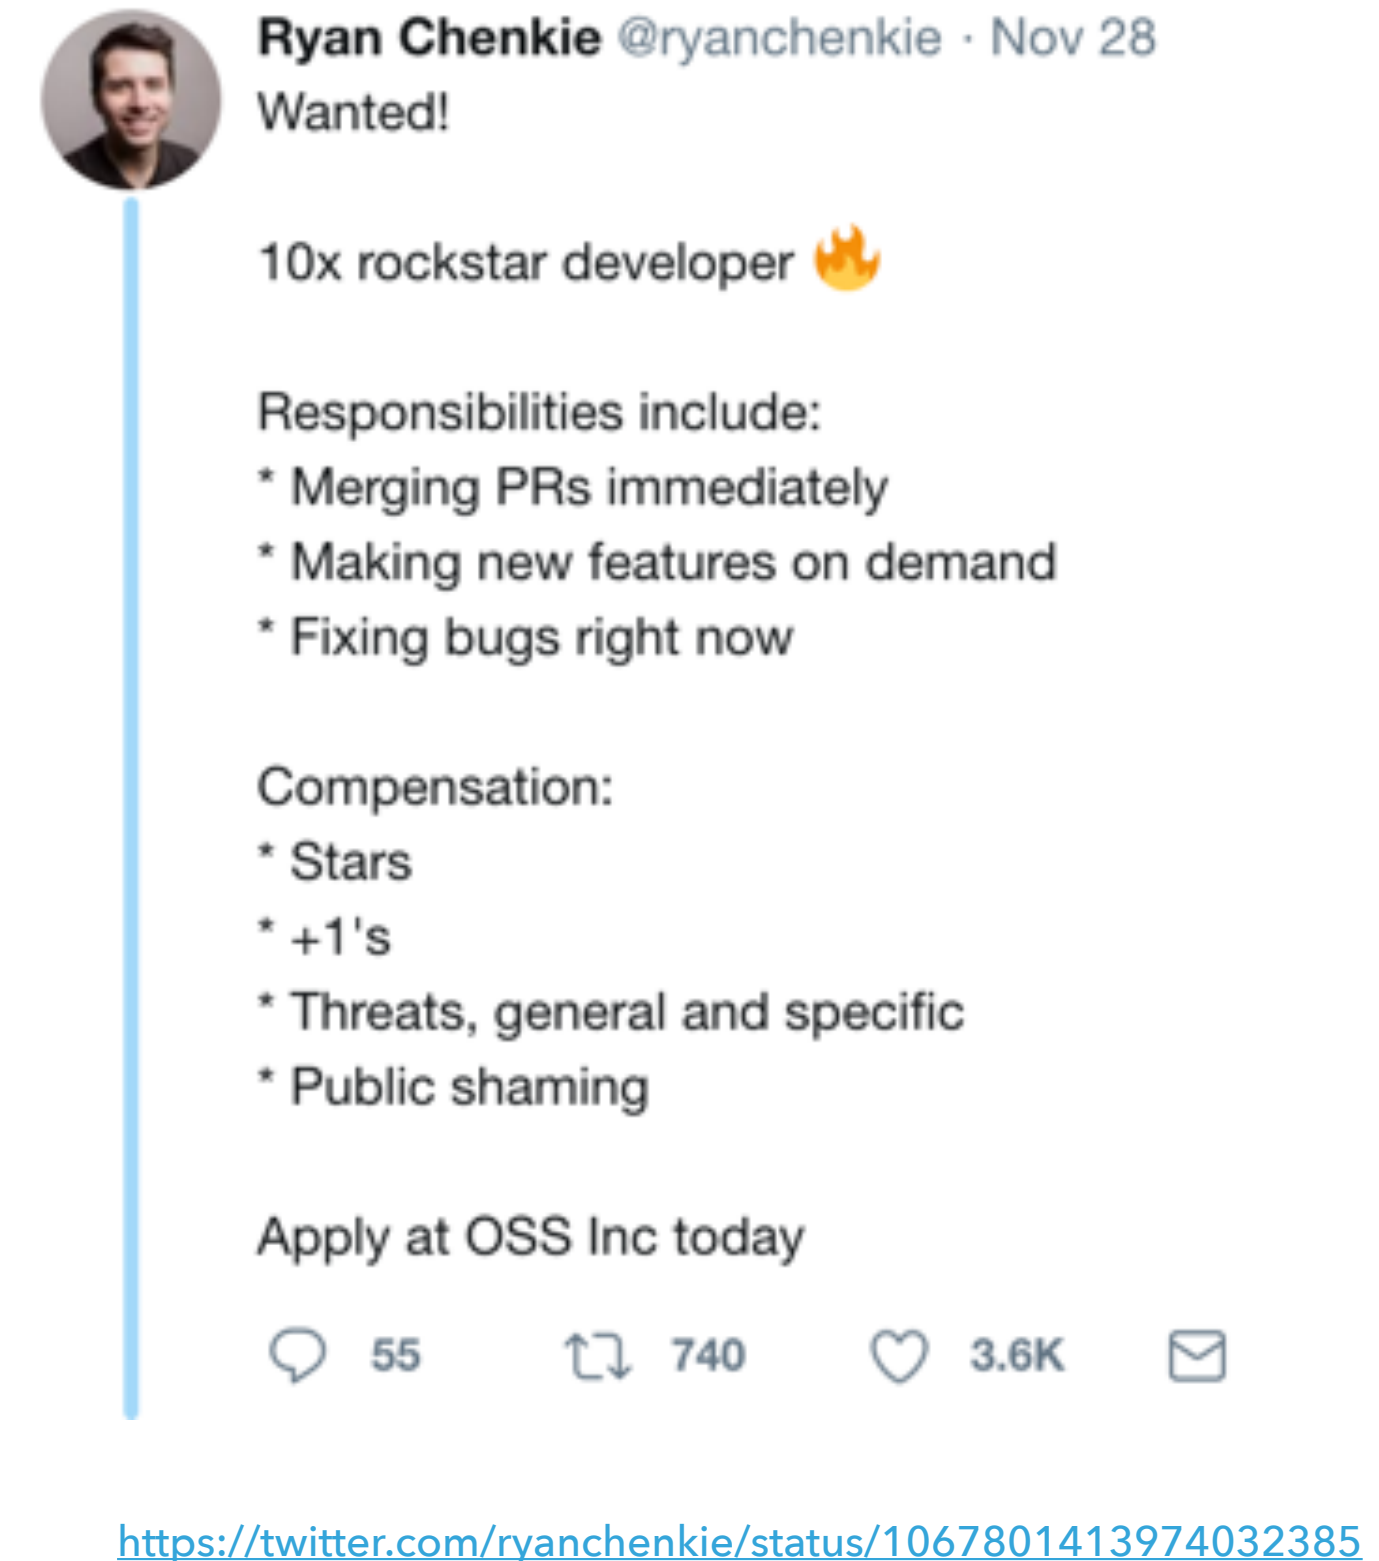 Ryan Chenkie @ryanchenkie · Nov 28
Wanted!
10x rockstar developer 🔥
Responsibilities include:
* Merging PRs immediately
* Making new features on demand
* Fixing bugs right now
Compensation:
* Stars
* +1's
* Threats, general and specific
* Public shaming
Apply at OSS Inc today
55 740 3.6K
https://twitter.com/ryanchenkie/status/1067801413974032385